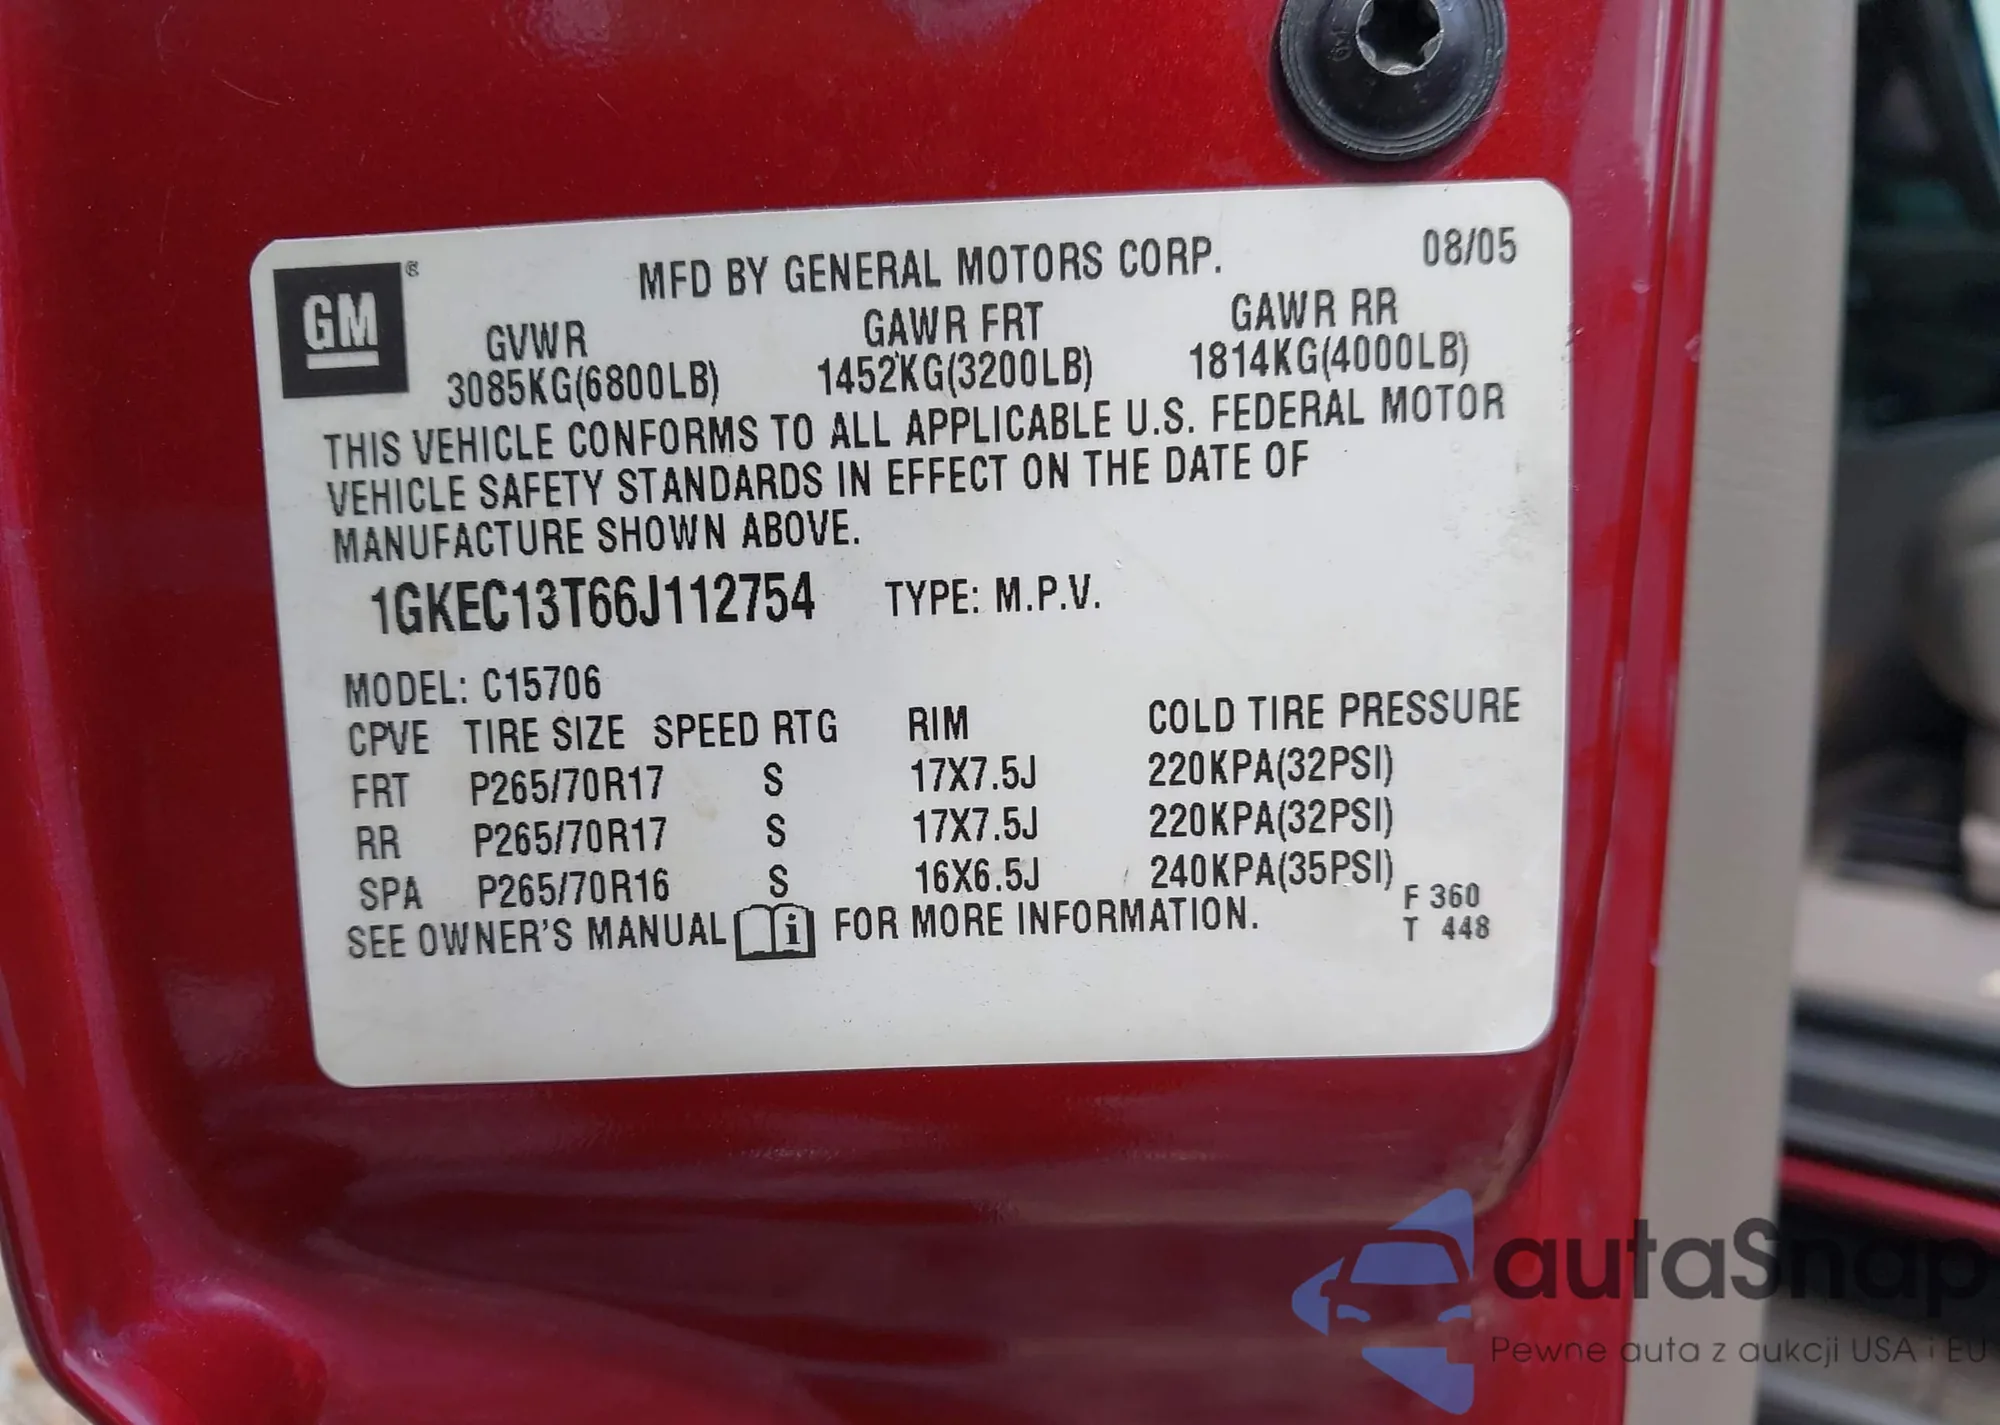 GM®
MFD BY GENERAL MOTORS CORP. 08/05
GVWR GAWR FRT GAWR RR
3085KG(6800LB) 1452KG(3200LB) 1814KG(4000LB)
THIS VEHICLE CONFORMS TO ALL APPLICABLE U.S. FEDERAL MOTOR
VEHICLE SAFETY STANDARDS IN EFFECT ON THE DATE OF
MANUFACTURE SHOWN ABOVE.
1GKEC13T66J112754 TYPE: M.P.V.
MODEL: C15706
CPVE TIRE SIZE SPEED RTG RIM COLD TIRE PRESSURE
FRT P265/70R17 S 17X7.5J 220KPA(32PSI)
RR P265/70R17 S 17X7.5J 220KPA(32PSI)
SPA P265/70R16 S 16X6.5J 240KPA(35PSI)
SEE OWNER'S MANUAL i FOR MORE INFORMATION.
F 360
T 448
autaSnap
Pewne auta z aukcji USA i EU